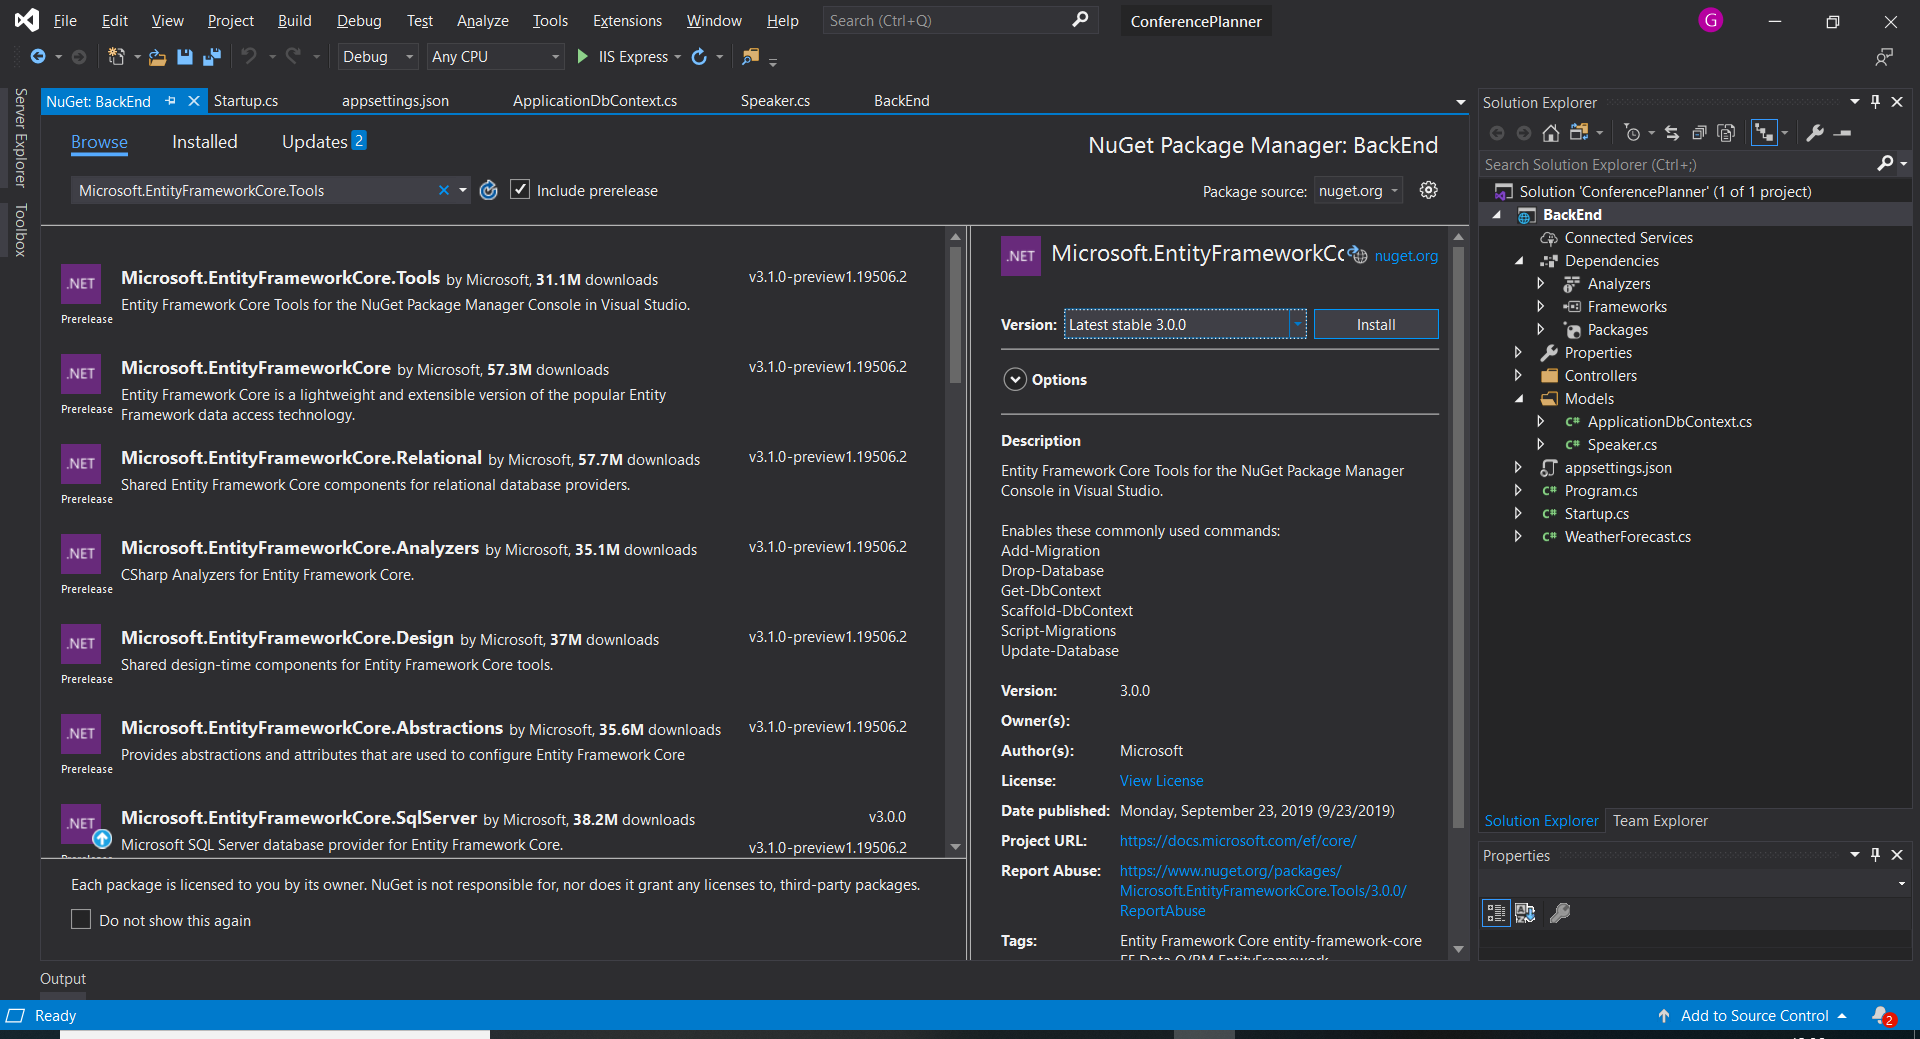 File Edit View Project Build Debug Test Analyze Tools Extensions Window Help Search (Ctrl+Q) ConferencePlanner G
Debug Any CPU IIS Express
Server Explorer
Toolbox
NuGet: BackEnd Startup.cs appsettings.json ApplicationDbContext.cs Speaker.cs BackEnd
Browse Installed Updates 2
NuGet Package Manager: BackEnd
Microsoft.EntityFrameworkCore.Tools Include prerelease
Package source: nuget.org
.NET
Microsoft.EntityFrameworkCore.Tools by Microsoft, 31.1M downloads v3.1.0-preview1.19506.2
Entity Framework Core Tools for the NuGet Package Manager Console in Visual Studio.
Prerelease
.NET
Microsoft.EntityFrameworkCore by Microsoft, 57.3M downloads v3.1.0-preview1.19506.2
Entity Framework Core is a lightweight and extensible version of the popular Entity
Framework data access technology.
Prerelease
.NET
Microsoft.EntityFrameworkCore.Relational by Microsoft, 57.7M downloads v3.1.0-preview1.19506.2
Shared Entity Framework Core components for relational database providers.
Prerelease
.NET
Microsoft.EntityFrameworkCore.Analyzers by Microsoft, 35.1M downloads v3.1.0-preview1.19506.2
CSharp Analyzers for Entity Framework Core.
Prerelease
.NET
Microsoft.EntityFrameworkCore.Design by Microsoft, 37M downloads v3.1.0-preview1.19506.2
Shared design-time components for Entity Framework Core tools.
Prerelease
.NET
Microsoft.EntityFrameworkCore.Abstractions by Microsoft, 35.6M downloads v3.1.0-preview1.19506.2
Provides abstractions and attributes that are used to configure Entity Framework Core
Prerelease
.NET
Microsoft.EntityFrameworkCore.SqlServer by Microsoft, 38.2M downloads v3.0.0
Microsoft SQL Server database provider for Entity Framework Core. v3.1.0-preview1.19506.2
Each package is licensed to you by its owner. NuGet is not responsible for, nor does it grant any licenses to, third-party packages.
Do not show this again
.NET
Microsoft.EntityFrameworkCo nuget.org
Version: Latest stable 3.0.0 Install
Options
Description
Entity Framework Core Tools for the NuGet Package Manager
Console in Visual Studio.
Enables these commonly used commands:
Add-Migration
Drop-Database
Get-DbContext
Scaffold-DbContext
Script-Migrations
Update-Database
Version: 3.0.0
Owner(s):
Author(s): Microsoft
License: View License
Date published: Monday, September 23, 2019 (9/23/2019)
Project URL: https://docs.microsoft.com/ef/core/
Report Abuse: https://www.nuget.org/packages/
Microsoft.EntityFrameworkCore.Tools/3.0.0/
ReportAbuse
Tags: Entity Framework Core entity-framework-core
EF Data O/RM EntityFramework
Solution Explorer
Search Solution Explorer (Ctrl+;)
Solution 'ConferencePlanner' (1 of 1 project)
BackEnd
Connected Services
Dependencies
Analyzers
Frameworks
Packages
Properties
Controllers
Models
C# ApplicationDbContext.cs
C# Speaker.cs
appsettings.json
C# Program.cs
C# Startup.cs
C# WeatherForecast.cs
Solution Explorer Team Explorer
Properties
Output
Ready Add to Source Control 2